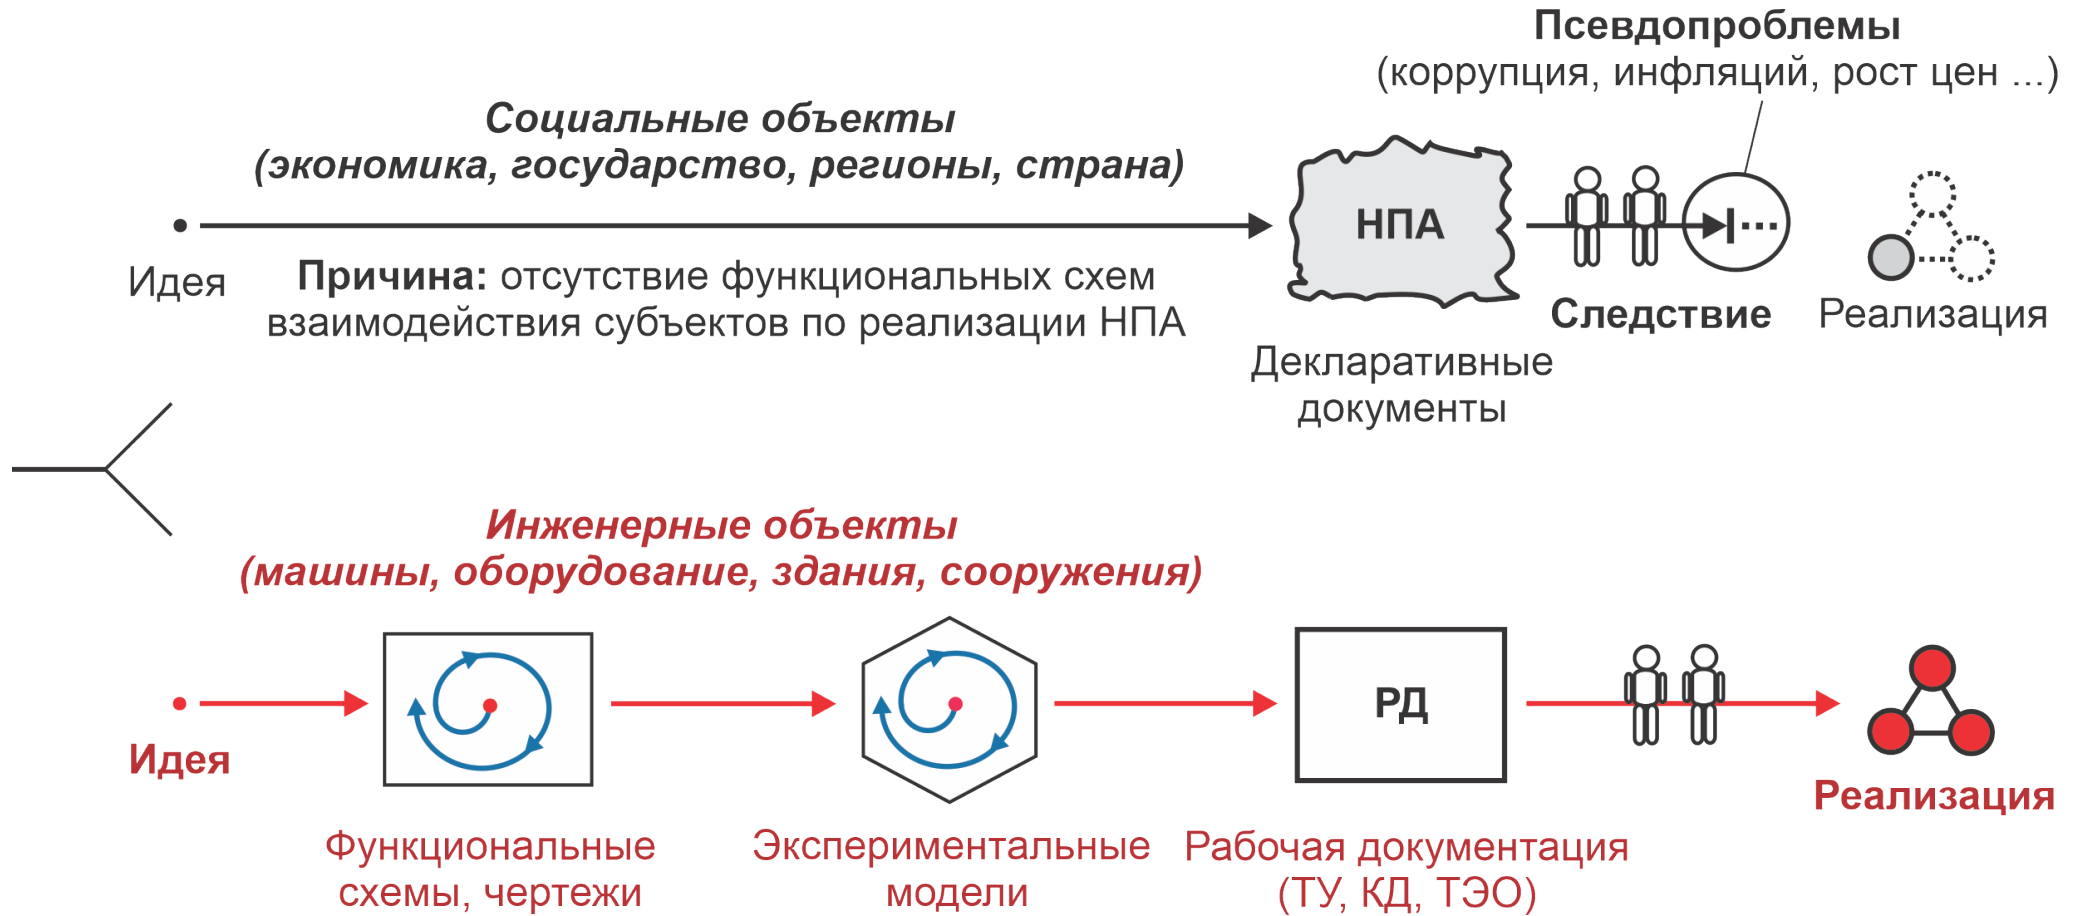 Псевдопроблемы
(коррупция, инфляций, рост цен ...)
Социальные объекты
(экономика, государство, регионы, страна)
НПА
Идея
Причина: отсутствие функциональных схем
взаимодействия субъектов по реализации НПА
Следствие
Реализация
Декларативные
документы
Инженерные объекты
(машины, оборудование, здания, сооружения)
РД
Идея
Реализация
Функциональные
схемы, чертежи
Экспериментальные
модели
Рабочая документация
(ТУ, КД, ТЭО)